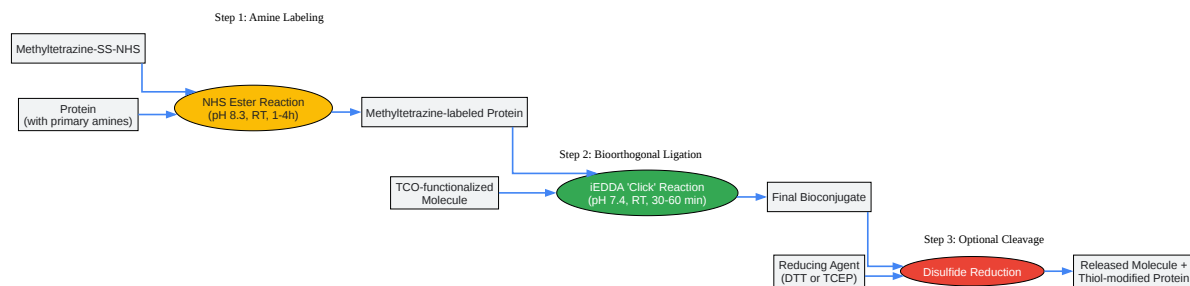 Step 1: Amine Labeling
Methyltetrazine-SS-NHS
Protein
(with primary amines)
NHS Ester Reaction
(pH 8.3, RT, 1-4h)
Methyltetrazine-labeled Protein
Step 2: Bioorthogonal Ligation
TCO-functionalized
Molecule
iEDDA 'Click' Reaction
(pH 7.4, RT, 30-60 min)
Final Bioconjugate
Step 3: Optional Cleavage
Reducing Agent
(DTT or TCEP)
Disulfide Reduction
Released Molecule +
Thiol-modified Protein